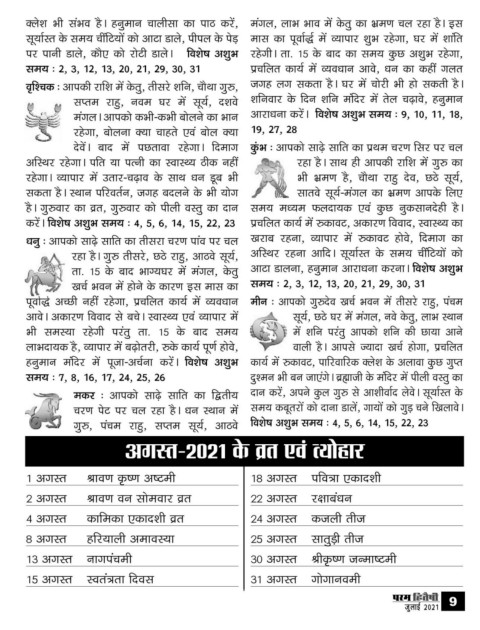 क्लेश भी संभव है। हनुमान चालीसा का पाठ करें,
सूर्यास्त के समय चींटियों को आटा डाले, पीपल के पेड़
पर पानी डाले, कौए को रोटी डाले। विशेष अशुभ
समय : 2, 3, 12, 13, 20, 21, 29, 30, 31
वृश्चिक : आपकी राशि में केतु, तीसरे शनि, चौथा गुरु,
सप्तम राहु, नवम घर में सूर्य, दशवे
मंगल।आपको कभी-कभी बोलने का भान
रहेगा, बोलना क्या चाहते एवं बोल क्या
देवें। बाद में पछतावा रहेगा। दिमाग
अस्थिर रहेगा। पति या पत्नी का स्वास्थ्य ठीक नहीं
रहेगा। व्यापार में उतार-चढ़ाव के साथ धन डूब भी
सकता है। स्थान परिवर्तन, जगह बदलने के भी योग
है। गुरुवार का व्रत, गुरुवार को पीली वस्तु का दान
करें। विशेष अशुभ समय : 4, 5, 6, 14, 15, 22, 23
धनु : आपको साढ़े साति का तीसरा चरण पांव पर चल
रहा है। गुरु तीसरे, छठे राहु, आठवे सूर्य,
ता. 15 के बाद भाग्यघर में मंगल, केतु
खर्च भवन में होने के कारण इस मास का
पूर्वार्द्ध अच्छी नहीं रहेगा, प्रचलित कार्य में व्यवधान
आवे। अकारण विवाद से बचे। स्वास्थ्य एवं व्यापार में
भी समस्या रहेगी परंतु ता. 15 के बाद समय
लाभदायक है, व्यापार में बढ़ोतरी, रुके कार्य पूर्ण होवे,
हनुमान मंदिर में पूजा-अर्चना करें। विशेष अशुभ
समय : 7, 8, 16, 17, 24, 25, 26
मकर : आपको साढ़े साति का द्वितीय
चरण पेट पर चल रहा है। धन स्थान में
गुरु, पंचम राहु, सप्तम सूर्य, आठवे
मंगल, लाभ भाव में केतु का भ्रमण चल रहा है। इस
मास का पूर्वार्द्ध में व्यापार शुभ रहेगा, घर में शांति
रहेगी। ता. 15 के बाद का समय कुछ अशुभ रहेगा,
प्रचलित कार्य में व्यवधान आवे, धन का कहीं गलत
जगह लग सकता है। घर में चोरी भी हो सकती है।
शनिवार के दिन शनि मंदिर में तेल चढ़ावे, हनुमान
आराधना करें। विशेष अशुभ समय : 9, 10, 11, 18,
19, 27, 28
कुंभ : आपको साढ़े साति का प्रथम चरण सिर पर चल
रहा है। साथ ही आपकी राशि में गुरु का
भी भ्रमण है, चौथा राहु देव, छठे सूर्य,
सातवे सूर्य-मंगल का भ्रमण आपके लिए
समय मध्यम फलदायक एवं कुछ नुकसानदेही है।
प्रचलित कार्य में रुकावट, अकारण विवाद, स्वास्थ्य का
खराब रहना, व्यापार में रुकावट होवे, दिमाग का
अस्थिर रहना आदि। सूर्यास्त के समय चींटियों को
आटा डालना, हनुमान आराधना करना। विशेष अशुभ
समय : 2, 3, 12, 13, 20, 21, 29, 30, 31
मीन : आपको गुरुदेव खर्च भवन में तीसरे राहु, पंचम
सूर्य, छठे घर में मंगल, नवे केतु, लाभ स्थान
में शनि परंतु आपको शनि की छाया आने
वाली है। आपसे ज्यादा खर्च होगा, प्रचलित
कार्य में रुकावट, पारिवारिक क्लेश के अलावा कुछ गुप्त
दुश्मन भी बन जाएंगे। ब्रह्माजी के मंदिर में पीली वस्तु का
दान करें, अपने कुल गुरु से आशीर्वाद लेवे। सूर्यास्त के
समय कबूतरों को दाना डालें, गायों को गुड़ चने खिलावे।
विशेष अशुभ समय : 4, 5, 6, 14, 15, 22, 23
अगस्त-2021 के व्रत एवं त्योहार
1 अगस्त श्रावण कृष्ण अष्टमी
2 अगस्त श्रावण वन सोमवार व्रत
4 अगस्त कामिका एकादशी व्रत
8 अगस्त हरियाली अमावस्या
13 अगस्त नागपंचमी
15 अगस्त स्वतंत्रता दिवस
18 अगस्त पवित्रा एकादशी
22 अगस्त रक्षाबंधन
24 अगस्त कजली तीज
25 अगस्त सातुड़ी तीज
30 अगस्त श्रीकृष्ण जन्माष्टमी
31 अगस्त गोगानवमी
परम हितैषी
जुलाई 2021
9